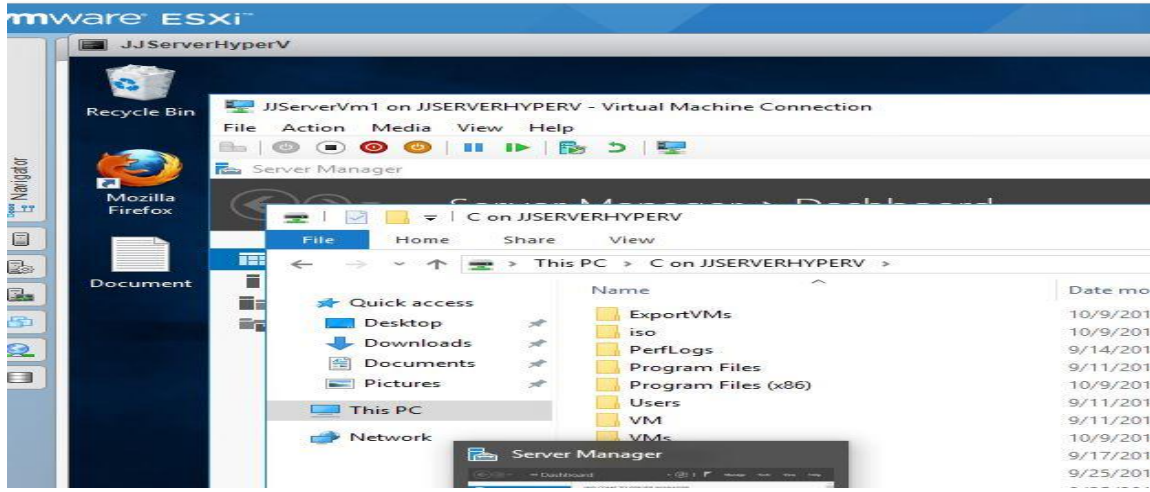 mware ESXi™
JJServerHyperV
Navigator
Recycle Bin
Mozilla
Firefox
Document
JJServerVm1 on JJSERVERHYPERV - Virtual Machine Connection
File Action Media View Help
Server Manager
Server Manager > Dashboard
C on JJSERVERHYPERV
File Home Share View
This PC > C on JJSERVERHYPERV >
Quick access
Desktop
Downloads
Documents
Pictures
This PC
Network
Name Date mo
ExportVMs 10/9/201
iso 10/9/201
PerfLogs 9/14/201
Program Files 9/11/201
Program Files (x86) 10/9/201
Users 9/11/201
VM 9/11/201
VMs 10/9/201
9/17/201
9/25/201
Server Manager
Dashboard